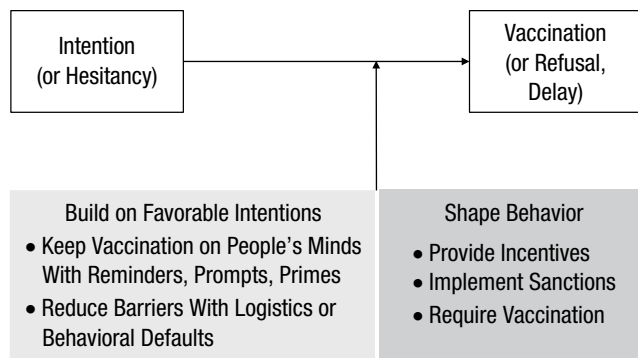 Intention
(or Hesitancy)
Vaccination
(or Refusal,
Delay)
Build on Favorable Intentions
• Keep Vaccination on People’s Minds
With Reminders, Prompts, Primes
• Reduce Barriers With Logistics or
Behavioral Defaults
Shape Behavior
• Provide Incentives
• Implement Sanctions
• Require Vaccination